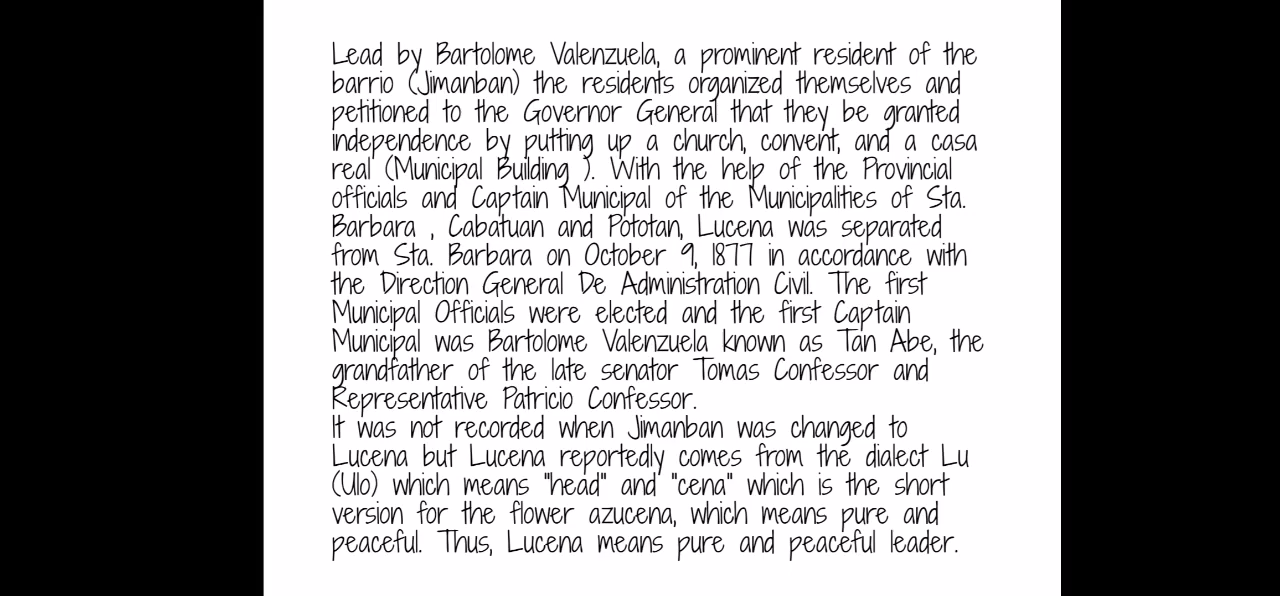 Lead by Bartolome Valenzuela, a prominent resident of the
barrio (Jimanban) the residents organized themselves and
petitioned to the Governor General that they be granted
independence by putting up a church, convent, and a casa
real (Municipal Building ). With the help of the Provincial
officials and Captain Municipal of the Municipalities of Sta.
Barbara , Cabatuan and Pototan, Lucena was separated
from Sta. Barbara on October 9, 1877 in accordance with
the Direction General De Administration Civil. The first
Municipal Officials were elected and the first Captain
Municipal was Bartolome Valenzuela known as Tan Abe, the
grandfather of the late senator Tomas Confessor and
Representative Patricio Confessor.
It was not recorded when Jimanban was changed to
Lucena but Lucena reportedly comes from the dialect Lu
(Ulo) which means "head" and "cena" which is the short
version for the flower azucena, which means pure and
peaceful. Thus, Lucena means pure and peaceful leader.